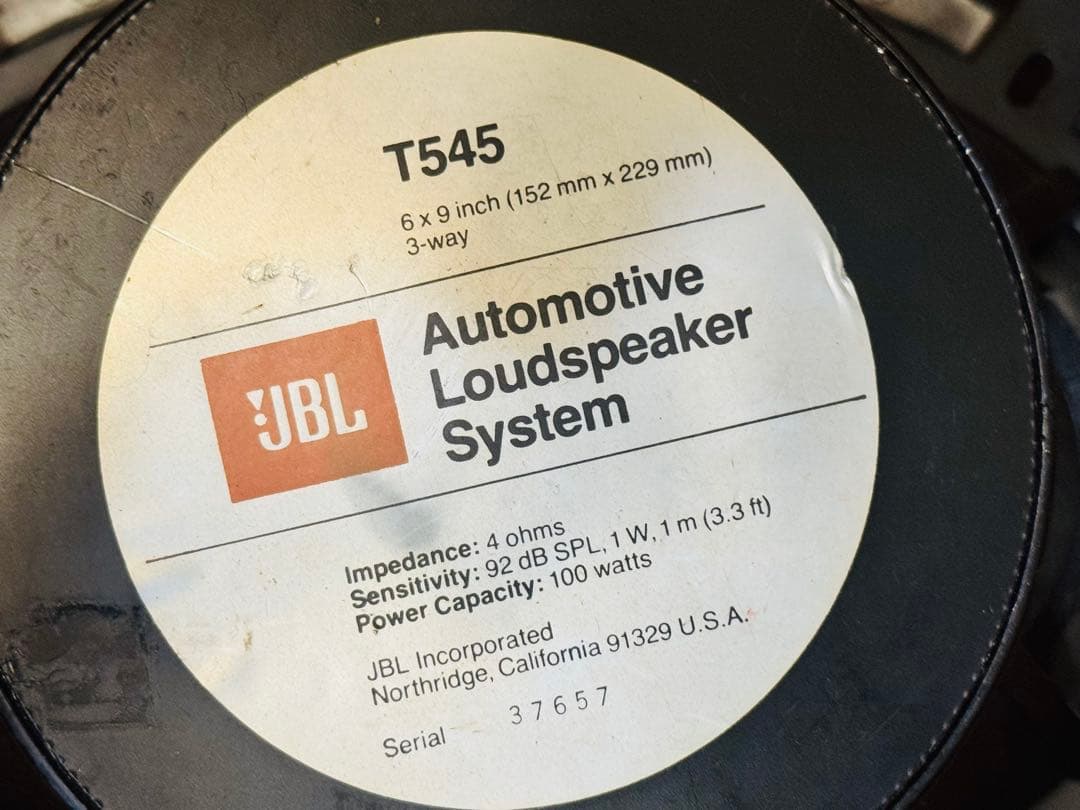 T545
6 x 9 inch (152 mm x 229 mm)
3-way
JBL
Automotive
Loudspeaker
System
Impedance: 4 ohms
Sensitivity: 92 dB SPL, 1 W, 1 m (3.3 ft)
Power Capacity: 100 watts
JBL Incorporated
Northridge, California 91329 U.S.A.
Serial 37657